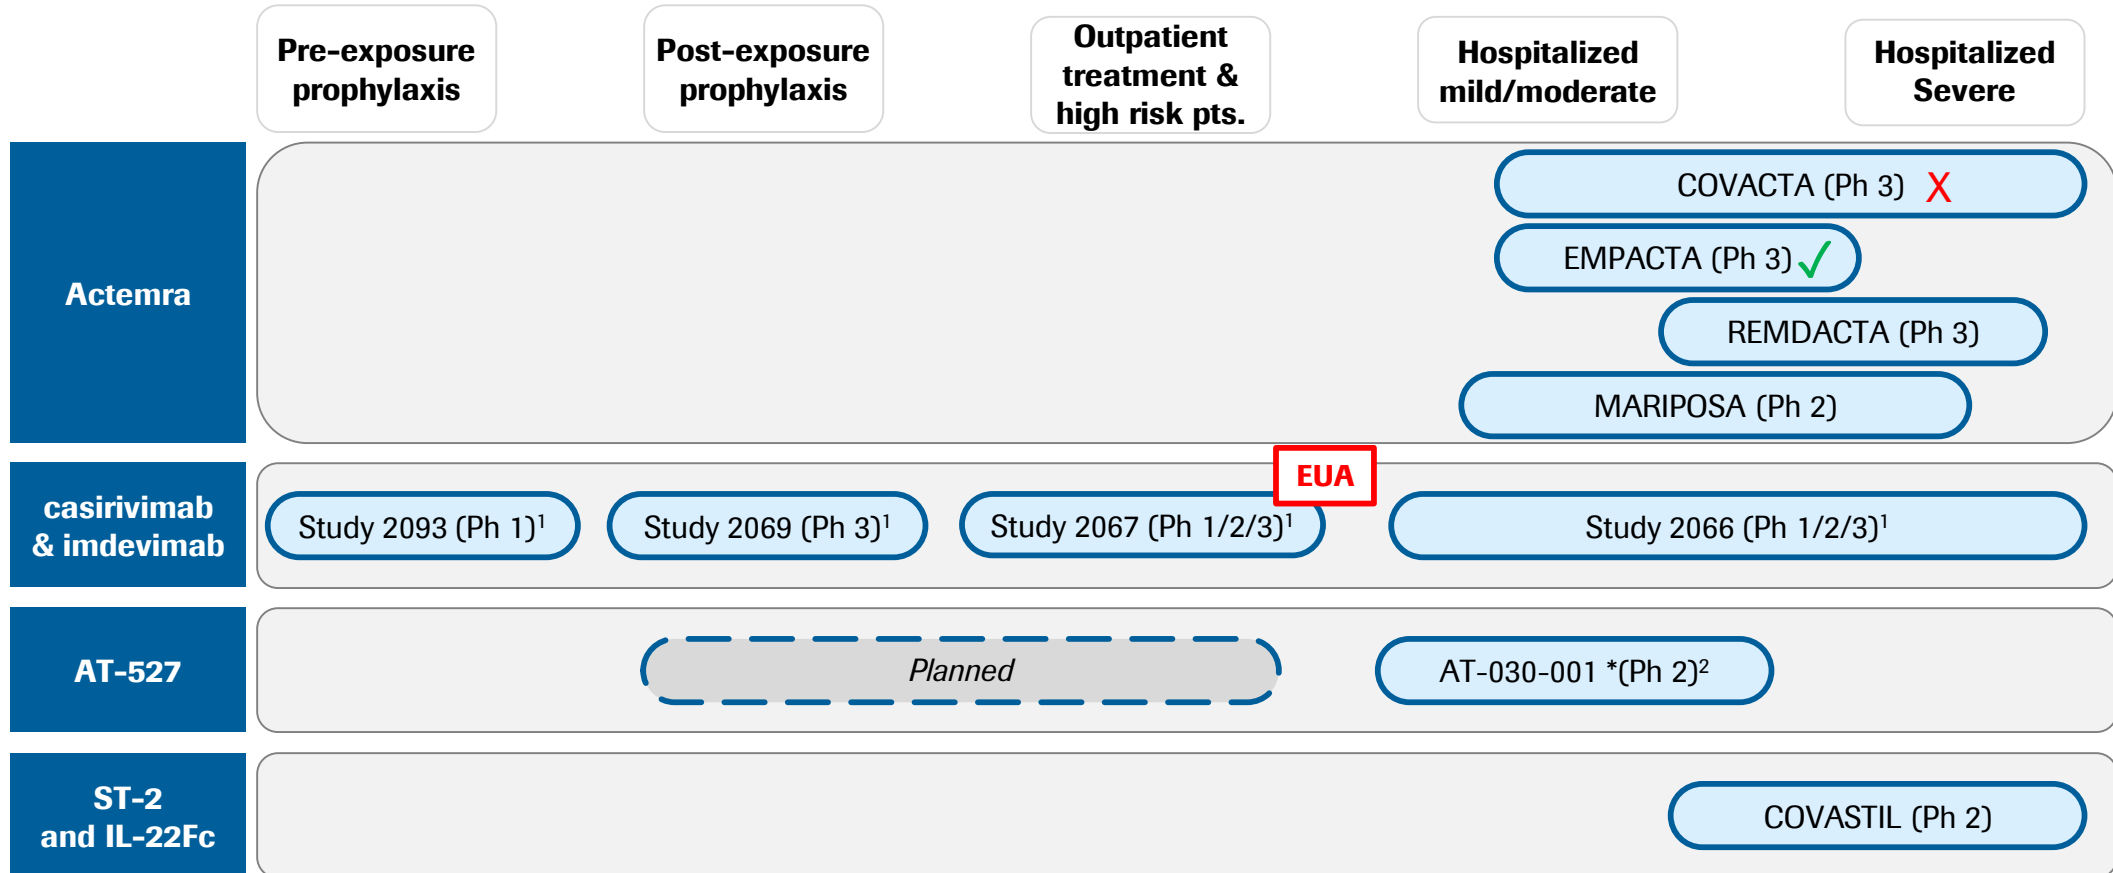 Pre-exposure
prophylaxis
Post-exposure
prophylaxis
Outpatient
treatment &
high risk pts.
Hospitalized
mild/moderate
Hospitalized
Severe
Actemra
COVACTA (Ph 3) X
EMPACTA (Ph 3) ✓
REMDACTA (Ph 3)
MARIPOSA (Ph 2)
casirivimab
& imdevimab
Study 2093 (Ph 1)¹
Study 2069 (Ph 3)¹
Study 2067 (Ph 1/2/3)¹
EUA
Study 2066 (Ph 1/2/3)¹
AT-527
Planned
AT-030-001 *(Ph 2)²
ST-2
and IL-22Fc
COVASTIL (Ph 2)